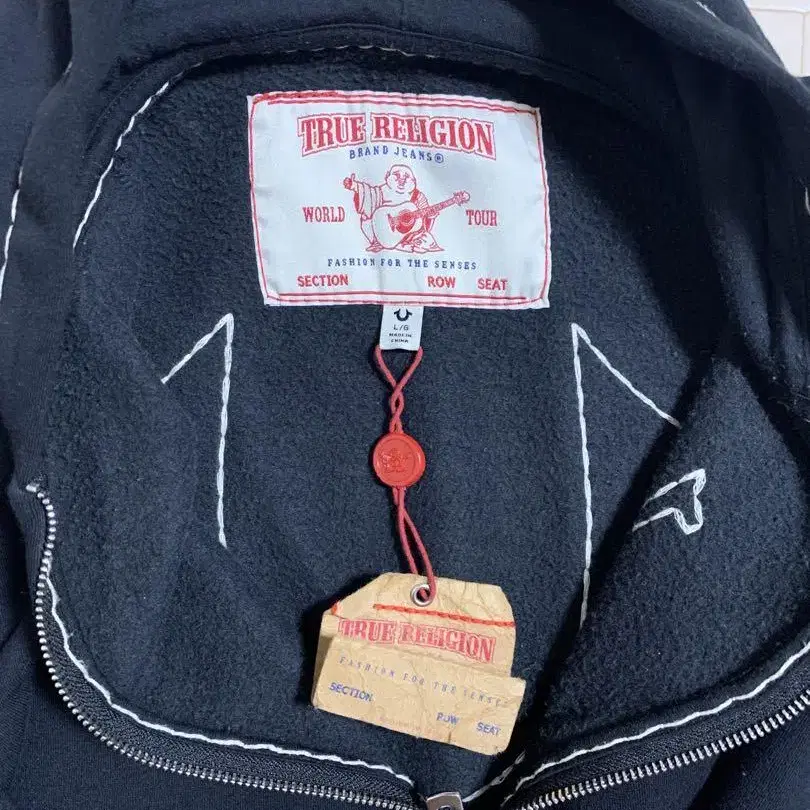 TRUE RELIGION
BRAND JEANS®
WORLD TOUR
FASHION FOR THE SENSES
SECTION ROW SEAT
L/G
MADE IN
CHINA
TRUE RELIGION
FASHION FOR THE SENSES
SECTION
ROW SEAT